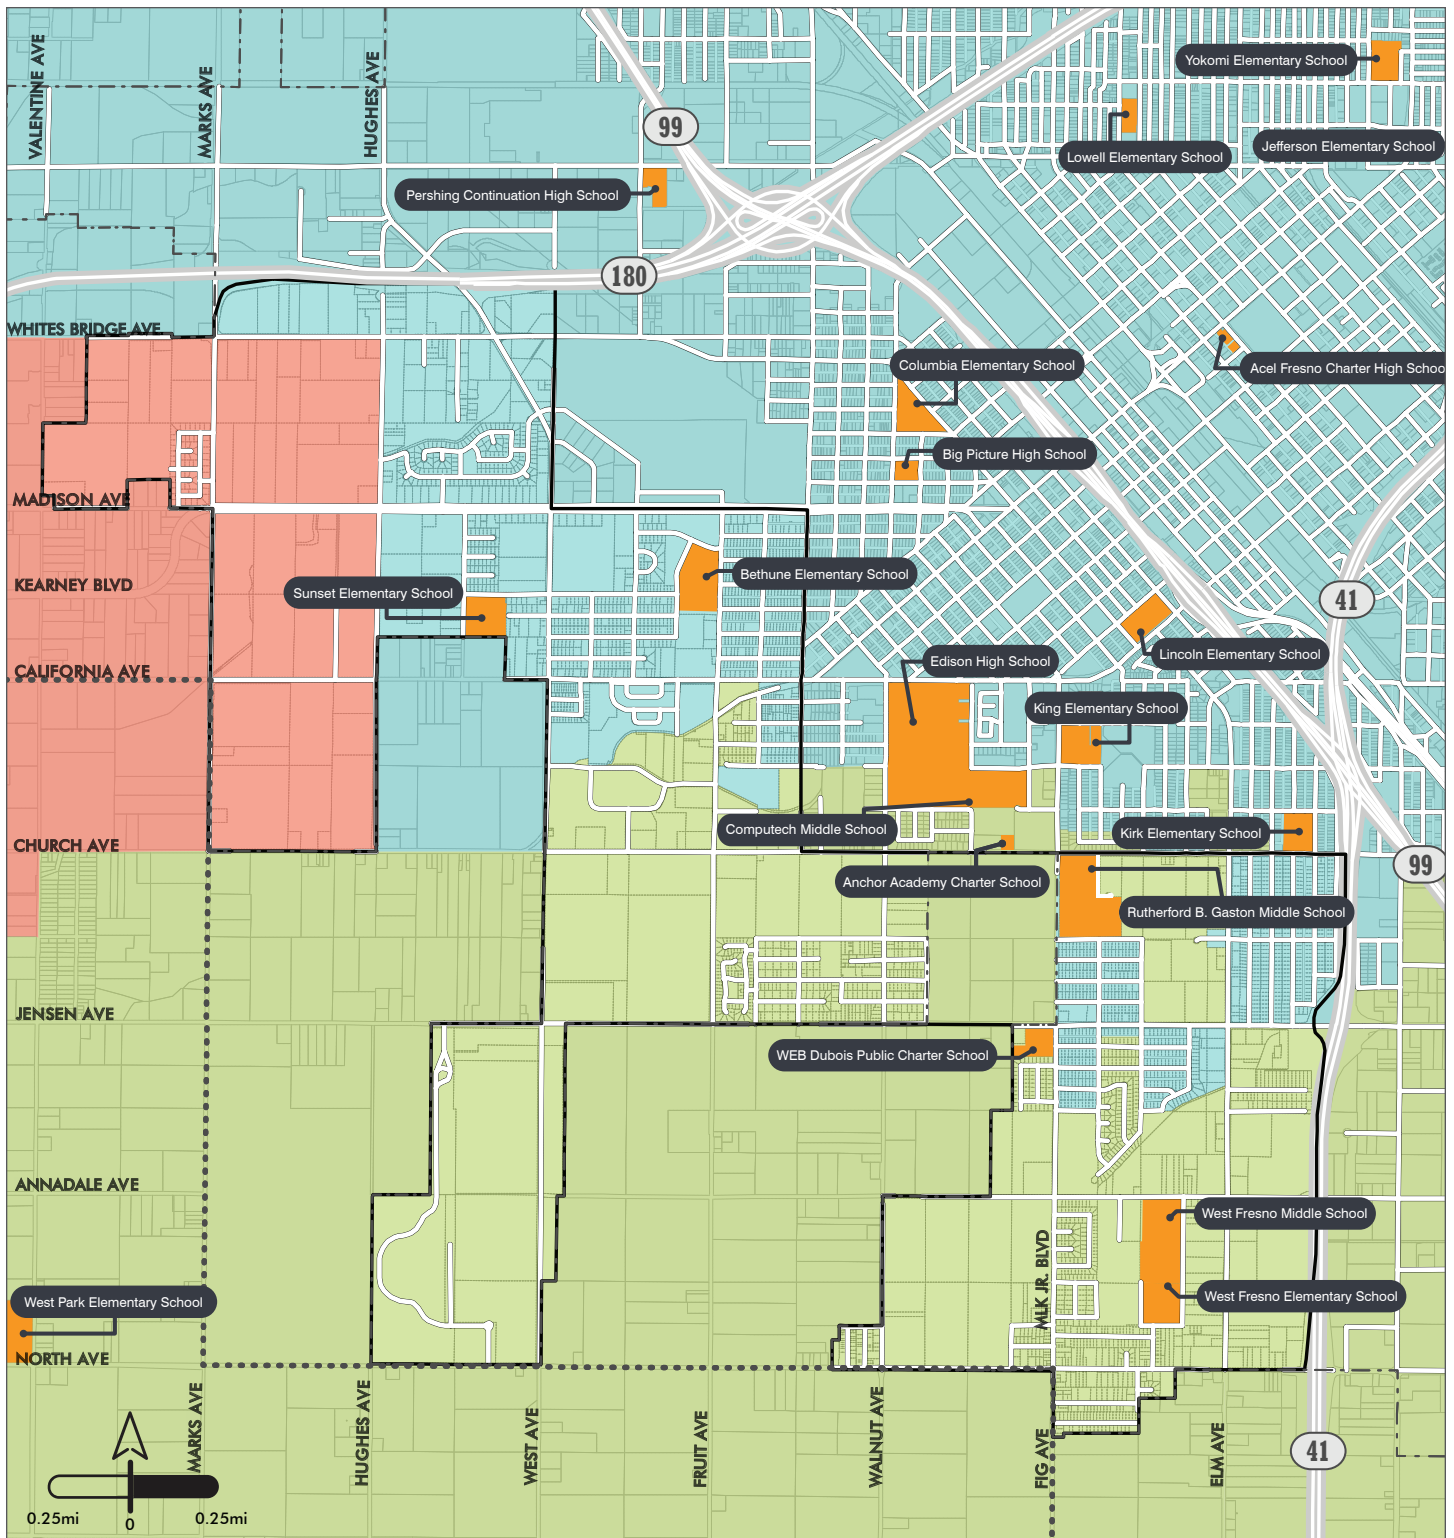 VALENTINE AVE
MARKS AVE
HUGHES AVE
99
Yokomi Elementary School
Lowell Elementary School
Jefferson Elementary School
Pershing Continuation High School
180
WHITES BRIDGE AVE
Columbia Elementary School
Acel Fresno Charter High Schoo
Big Picture High School
MADISON AVE
Bethune Elementary School
KEARNEY BLVD
Sunset Elementary School
41
Lincoln Elementary School
CALIFORNIA AVE
Edison High School
King Elementary School
Computech Middle School
Kirk Elementary School
CHURCH AVE
99
Anchor Academy Charter School
Rutherford B. Gaston Middle School
JENSEN AVE
WEB Dubois Public Charter School
ANNADALE AVE
West Fresno Middle School
MLK JR. BLVD
West Fresno Elementary School
West Park Elementary School
NORTH AVE
MARKS AVE
HUGHES AVE
WEST AVE
FRUIT AVE
WALNUT AVE
FIG AVE
ELM AVE
41
0.25mi
0
0.25mi